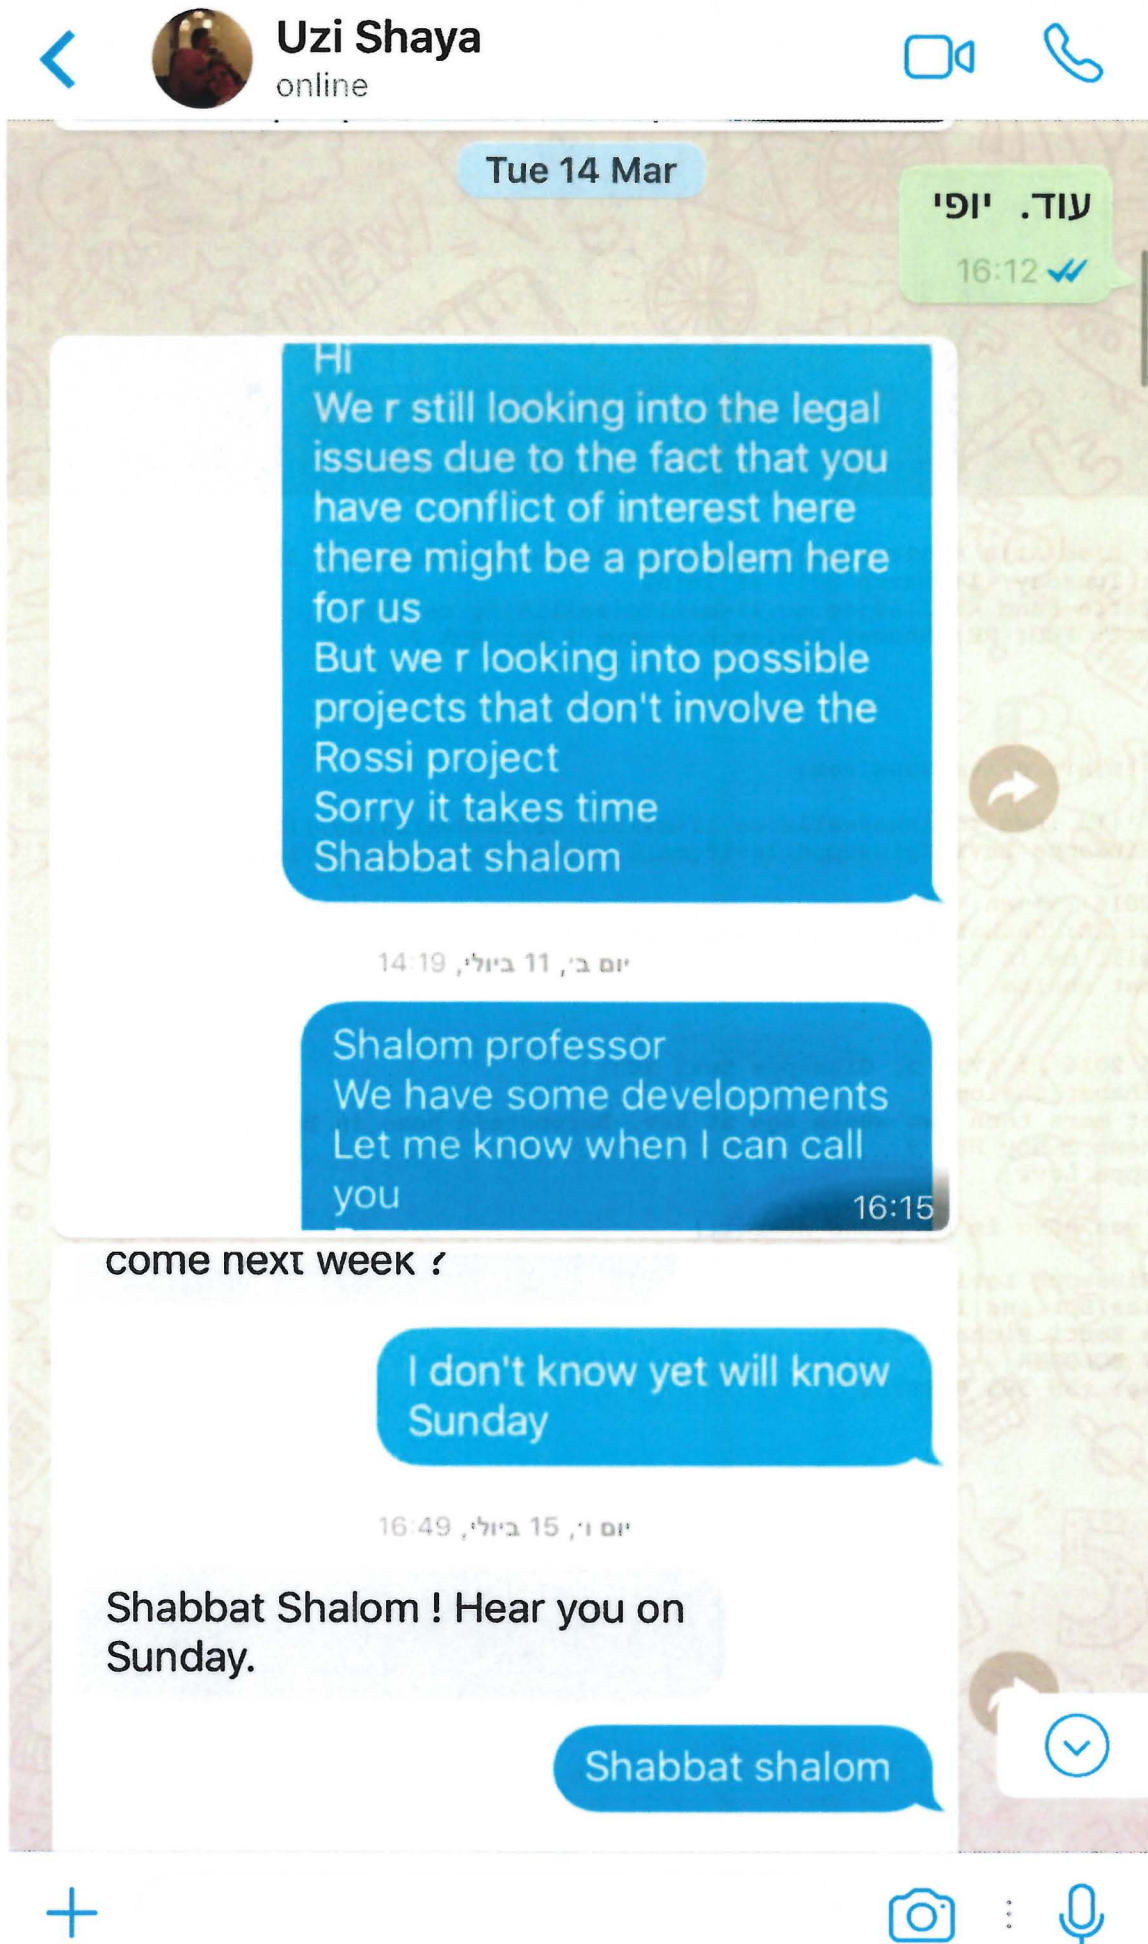 Uzi Shaya
online
Tue 14 Mar
עוד. יופי
16:12
Hi
We r still looking into the legal
issues due to the fact that you
have conflict of interest here
there might be a problem here
for us
But we r looking into possible
projects that don't involve the
Rossi project
Sorry it takes time
Shabbat shalom
יום ב׳, 11 ביולי, 14:19
Shalom professor
We have some developments
Let me know when I can call
you
16:15
come next week ?
I don't know yet will know
Sunday
יום ו׳, 15 ביולי, 16:49
Shabbat Shalom ! Hear you on
Sunday.
Shabbat shalom